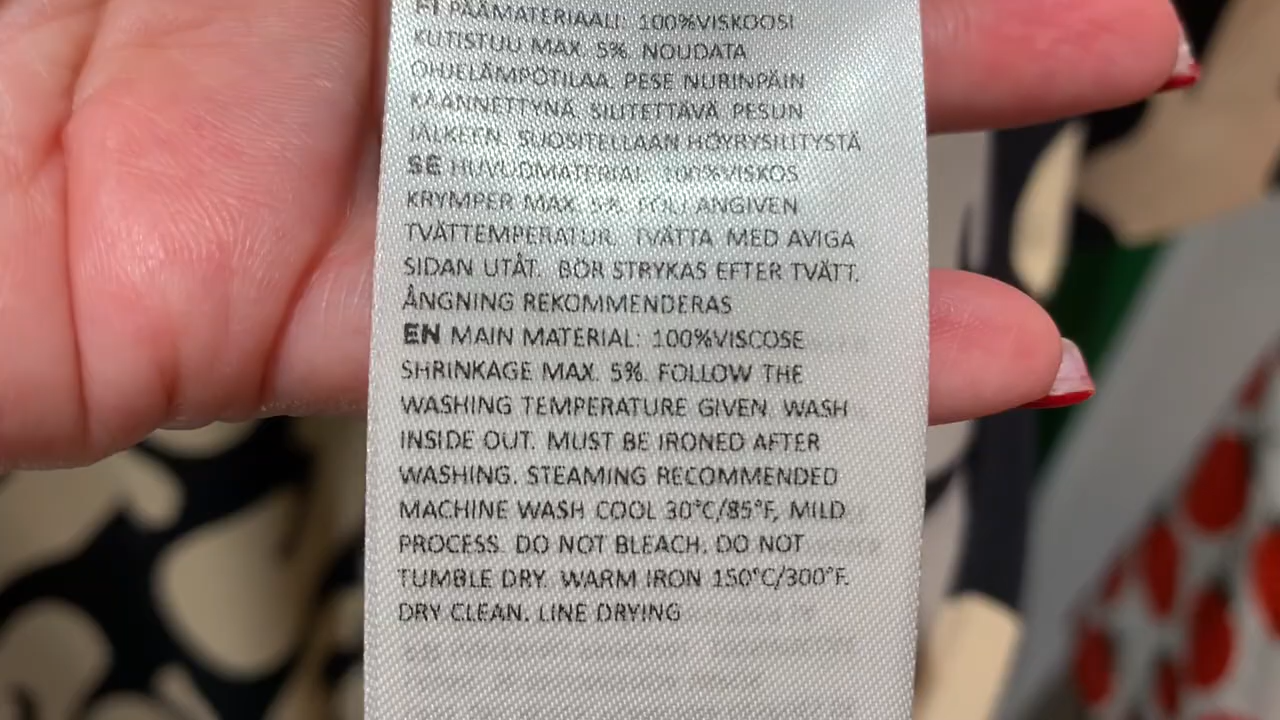 FI PÄÄMATERIAALI: 100%VISKOOSI
KUTISTUU MAX. 5%. NOUDATA
OHJELÄMPÖTILAA. PESE NURINPÄIN
KÄÄNNETTYNÄ. SILITETTÄVÄ PESUN
JÄLKEEN. SUOSITELLAAN HÖYRYSILITYSTÄ
SE HUVUDMATERIAL: 100%VISKOS
KRYMPER MAX. 5%. FÖLJ ANGIVEN
TVÄTTEMPERATUR. TVÄTTA MED AVIGA
SIDAN UTÅT. BÖR STRYKAS EFTER TVÄTT.
ÅNGNING REKOMMENDERAS
EN MAIN MATERIAL: 100%VISCOSE
SHRINKAGE MAX. 5%. FOLLOW THE
WASHING TEMPERATURE GIVEN. WASH
INSIDE OUT. MUST BE IRONED AFTER
WASHING. STEAMING RECOMMENDED
MACHINE WASH COOL 30°C/85°F, MILD
PROCESS. DO NOT BLEACH. DO NOT
TUMBLE DRY. WARM IRON 150°C/300°F.
DRY CLEAN. LINE DRYING